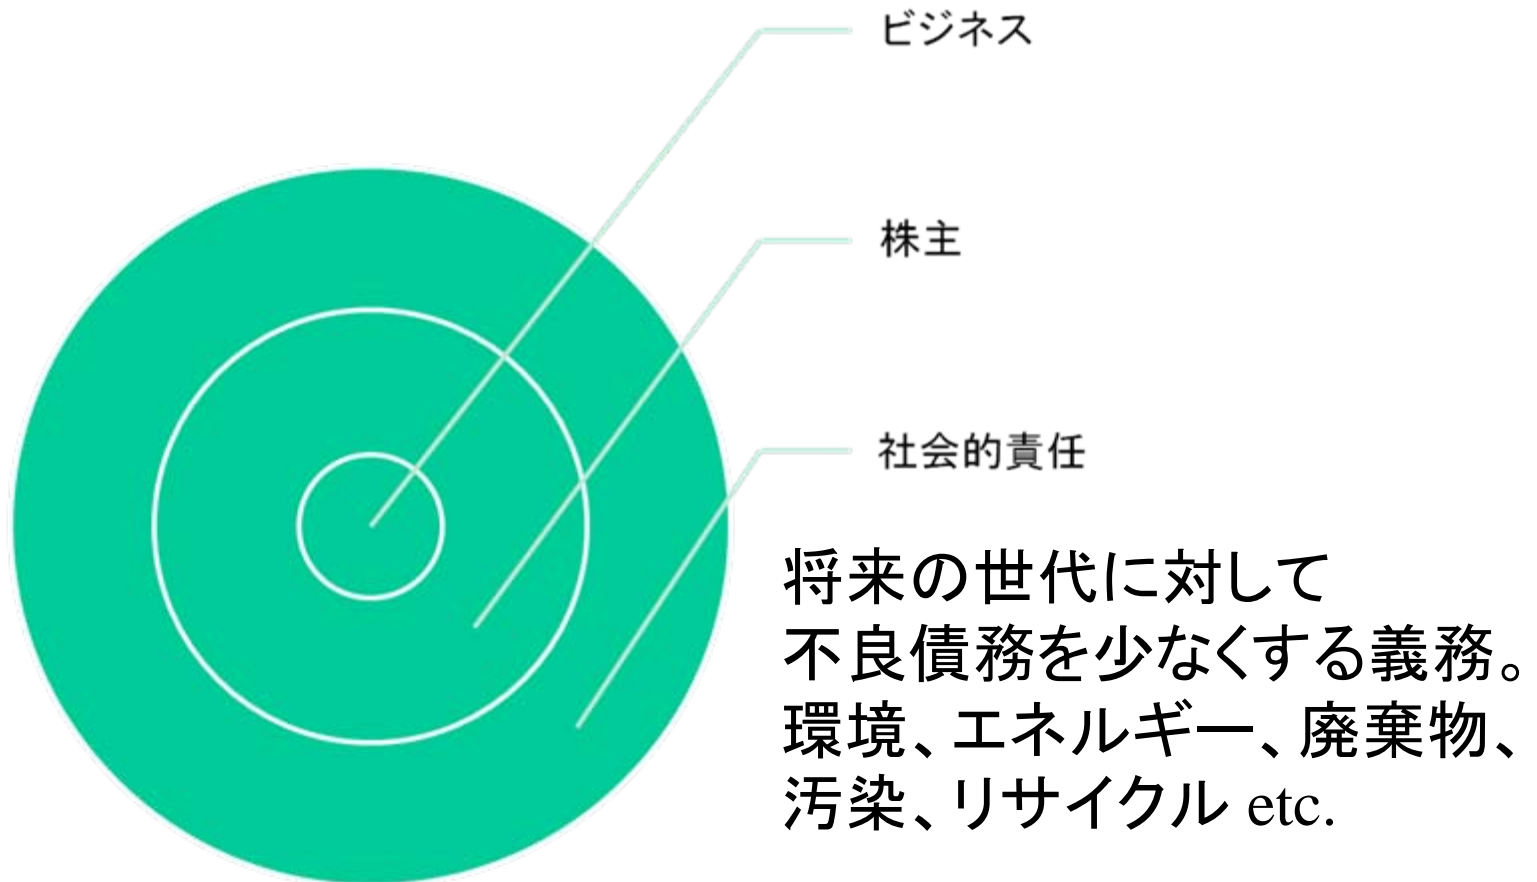 ビジネス
株主
社会的責任
将来の世代に対して
不良債務を少なくする義務。
環境、エネルギー、廃棄物、
汚染、リサイクル etc.